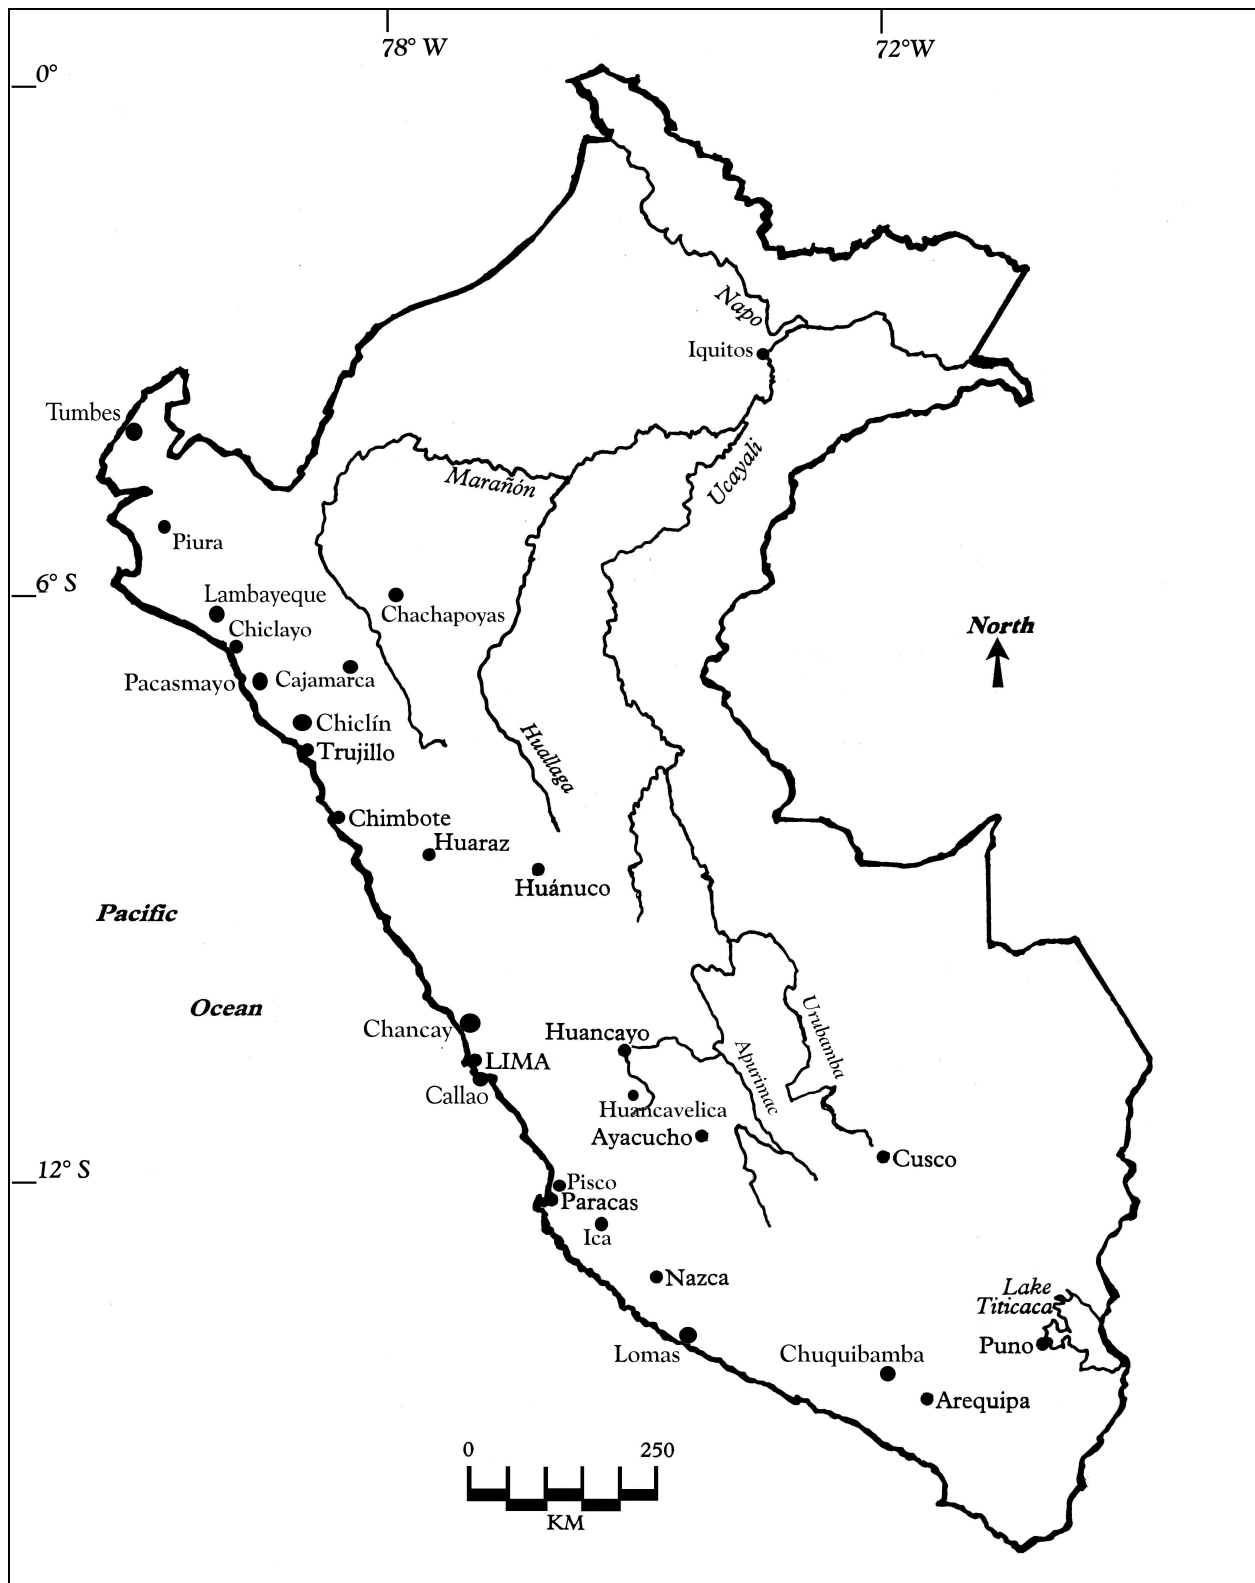 78° W
72°W
0°
Napo
Iquitos
Tumbes
Marañón
Ucayali
Piura
6° S
Lambayeque
Chachapoyas
Chiclayo
North
Pacasmayo
Cajamarca
Chiclín
Trujillo
Huallaga
Chimbote
Huaraz
Huánuco
Pacific
Ocean
Chancay
Huancayo
Urubamba
LIMA
Apurimac
Callao
Huancavelica
Ayacucho
Cusco
12° S
Pisco
Paracas
Ica
Nazca
Lake
Titicaca
Puno
Lomas
Chuquibamba
Arequipa
0 250
KM